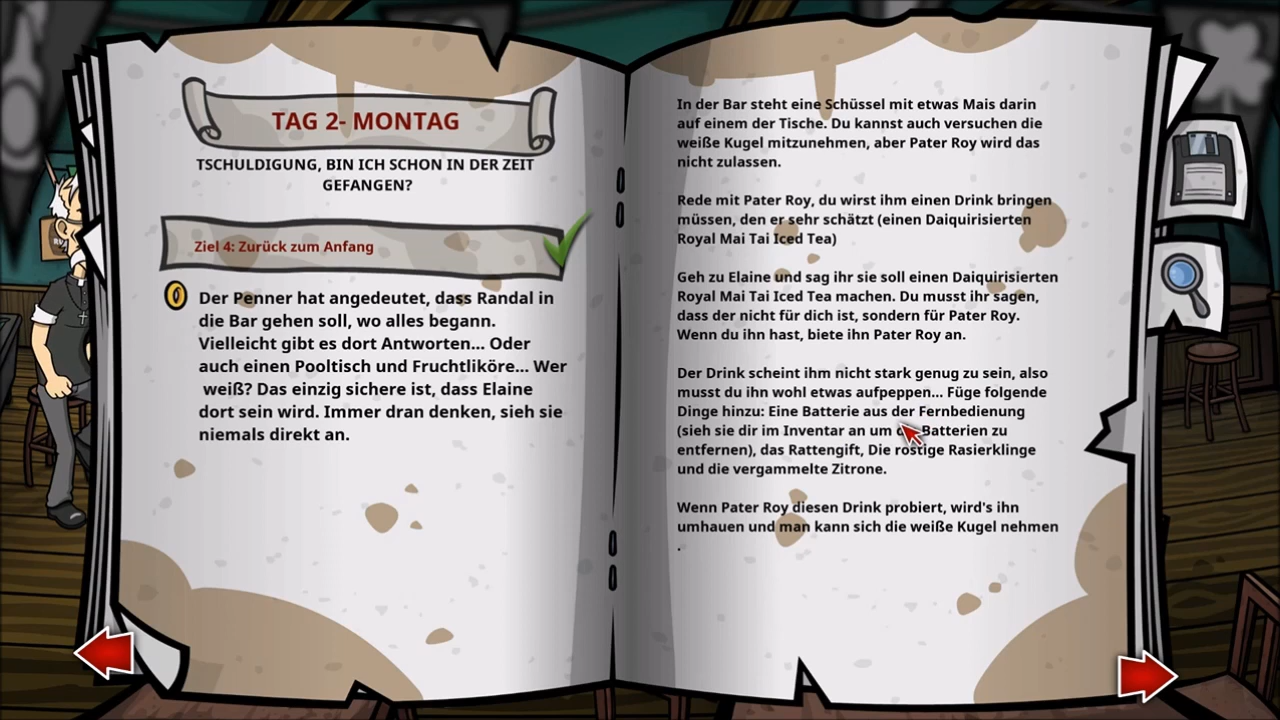 TAG 2- MONTAG
TSCHULDIGUNG, BIN ICH SCHON IN DER ZEIT
GEFANGEN?
Ziel 4: Zurück zum Anfang
Der Penner hat angedeutet, dass Randal in
die Bar gehen soll, wo alles begann.
Vielleicht gibt es dort Antworten... Oder
auch einen Pooltisch und Fruchtliköre... Wer
weiß? Das einzig sichere ist, dass Elaine
dort sein wird. Immer dran denken, sieh sie
niemals direkt an.
In der Bar steht eine Schüssel mit etwas Mais darin
auf einem der Tische. Du kannst auch versuchen die
weiße Kugel mitzunehmen, aber Pater Roy wird das
nicht zulassen.
Rede mit Pater Roy, du wirst ihm einen Drink bringen
müssen, den er sehr schätzt (einen Daiquirisierten
Royal Mai Tai Iced Tea)
Geh zu Elaine und sag ihr sie soll einen Daiquirisierten
Royal Mai Tai Iced Tea machen. Du musst ihr sagen,
dass der nicht für dich ist, sondern für Pater Roy.
Wenn du ihn hast, biete ihn Pater Roy an.
Der Drink scheint ihm nicht stark genug zu sein, also
musst du ihn wohl etwas aufpeppen... Füge folgende
Dinge hinzu: Eine Batterie aus der Fernbedienung
(sieh sie dir im Inventar an um Batterien zu
entfernen), das Rattengift, Die rostige Rasierklinge
und die vergammelte Zitrone.
Wenn Pater Roy diesen Drink probiert, wird's ihn
umhauen und man kann sich die weiße Kugel nehmen
.